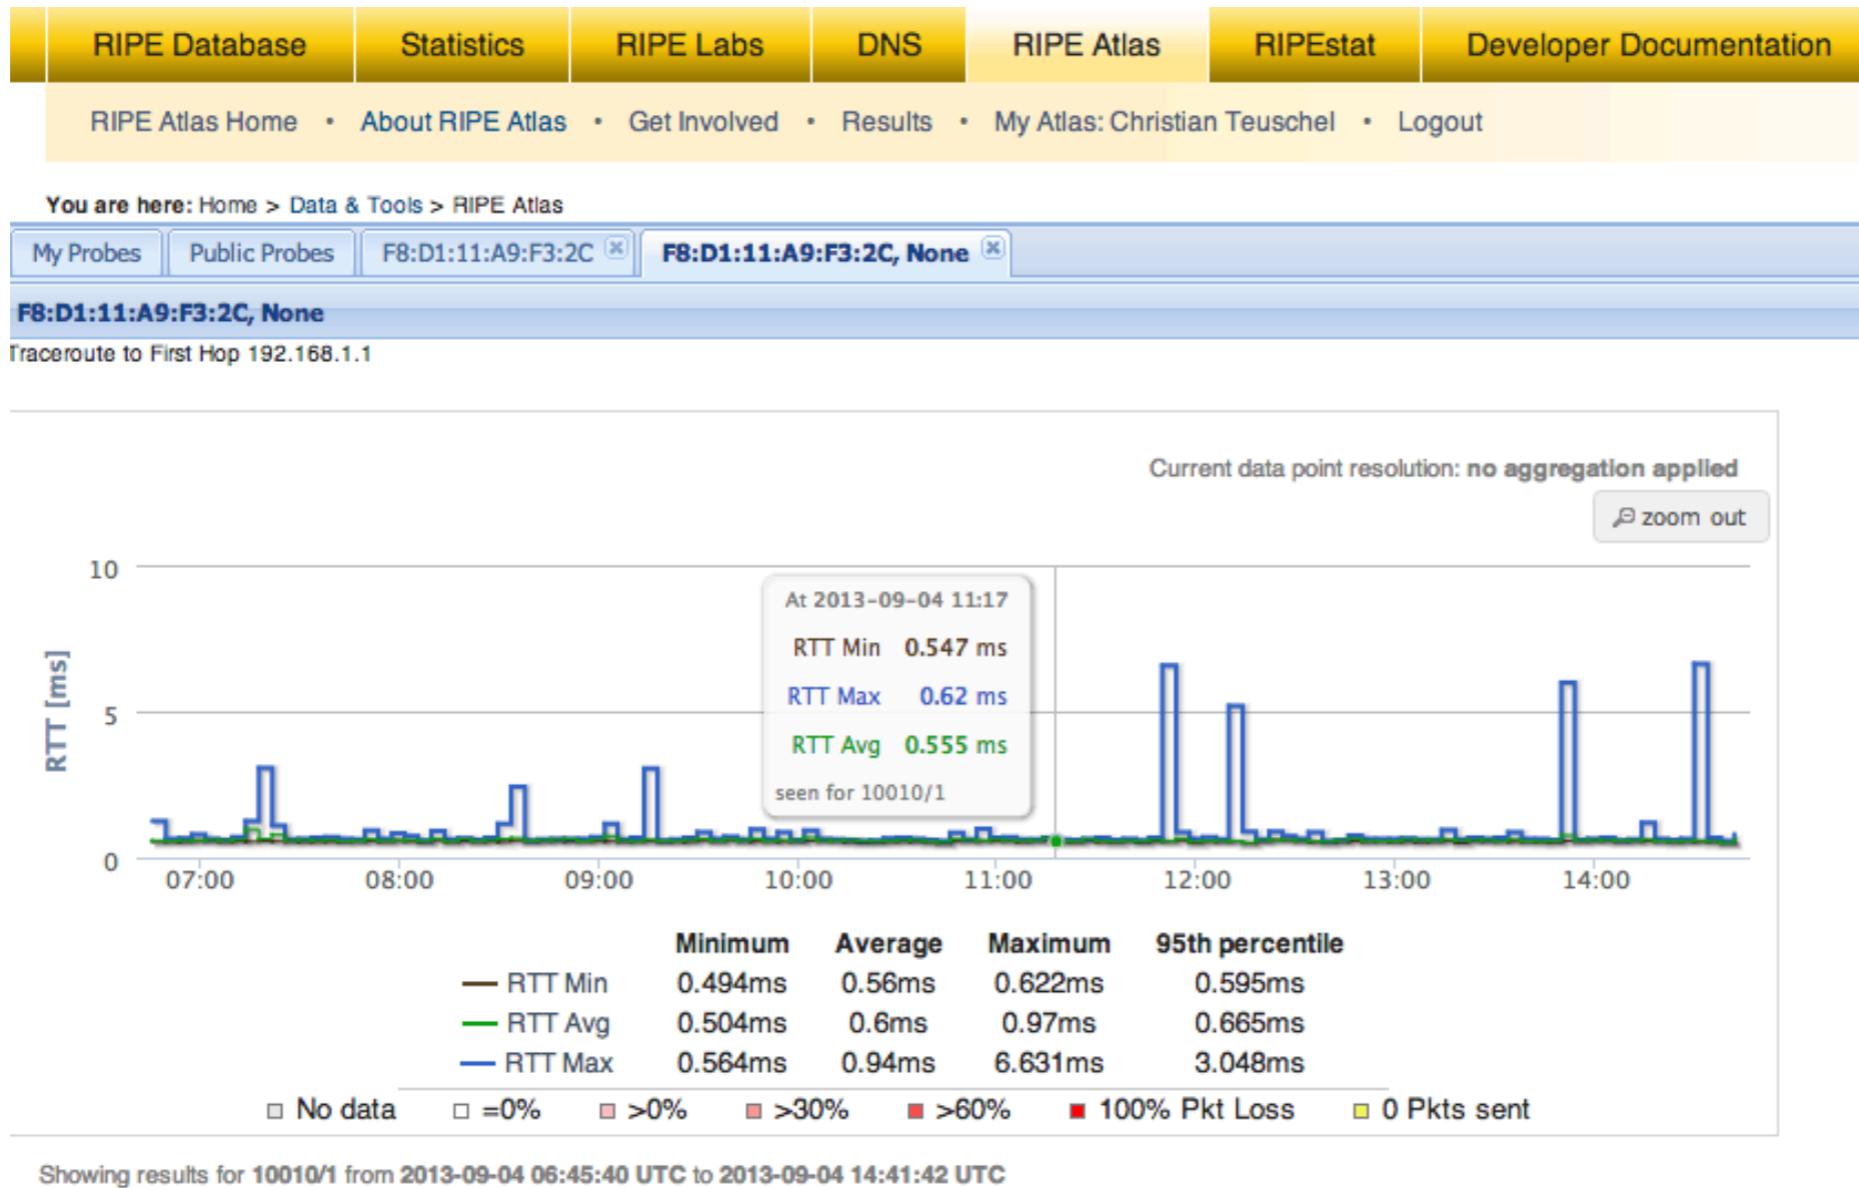 RIPE Database Statistics RIPE Labs DNS RIPE Atlas RIPEstat Developer Documentation
RIPE Atlas Home • About RIPE Atlas • Get Involved • Results • My Atlas: Christian Teuschel • Logout
You are here: Home > Data & Tools > RIPE Atlas
My Probes Public Probes F8:D1:11:A9:F3:2C F8:D1:11:A9:F3:2C, None
F8:D1:11:A9:F3:2C, None
Traceroute to First Hop 192.168.1.1
Current data point resolution: no aggregation applied
zoom out
RTT [ms]
10
5
0
At 2013-09-04 11:17
RTT Min 0.547 ms
RTT Max 0.62 ms
RTT Avg 0.555 ms
seen for 10010/1
07:00 08:00 09:00 10:00 11:00 12:00 13:00 14:00
Minimum Average Maximum 95th percentile
RTT Min 0.494ms 0.56ms 0.622ms 0.595ms
RTT Avg 0.504ms 0.6ms 0.97ms 0.665ms
RTT Max 0.564ms 0.94ms 6.631ms 3.048ms
No data =0% >0% >30% >60% 100% Pkt Loss 0 Pkts sent
Showing results for 10010/1 from 2013-09-04 06:45:40 UTC to 2013-09-04 14:41:42 UTC